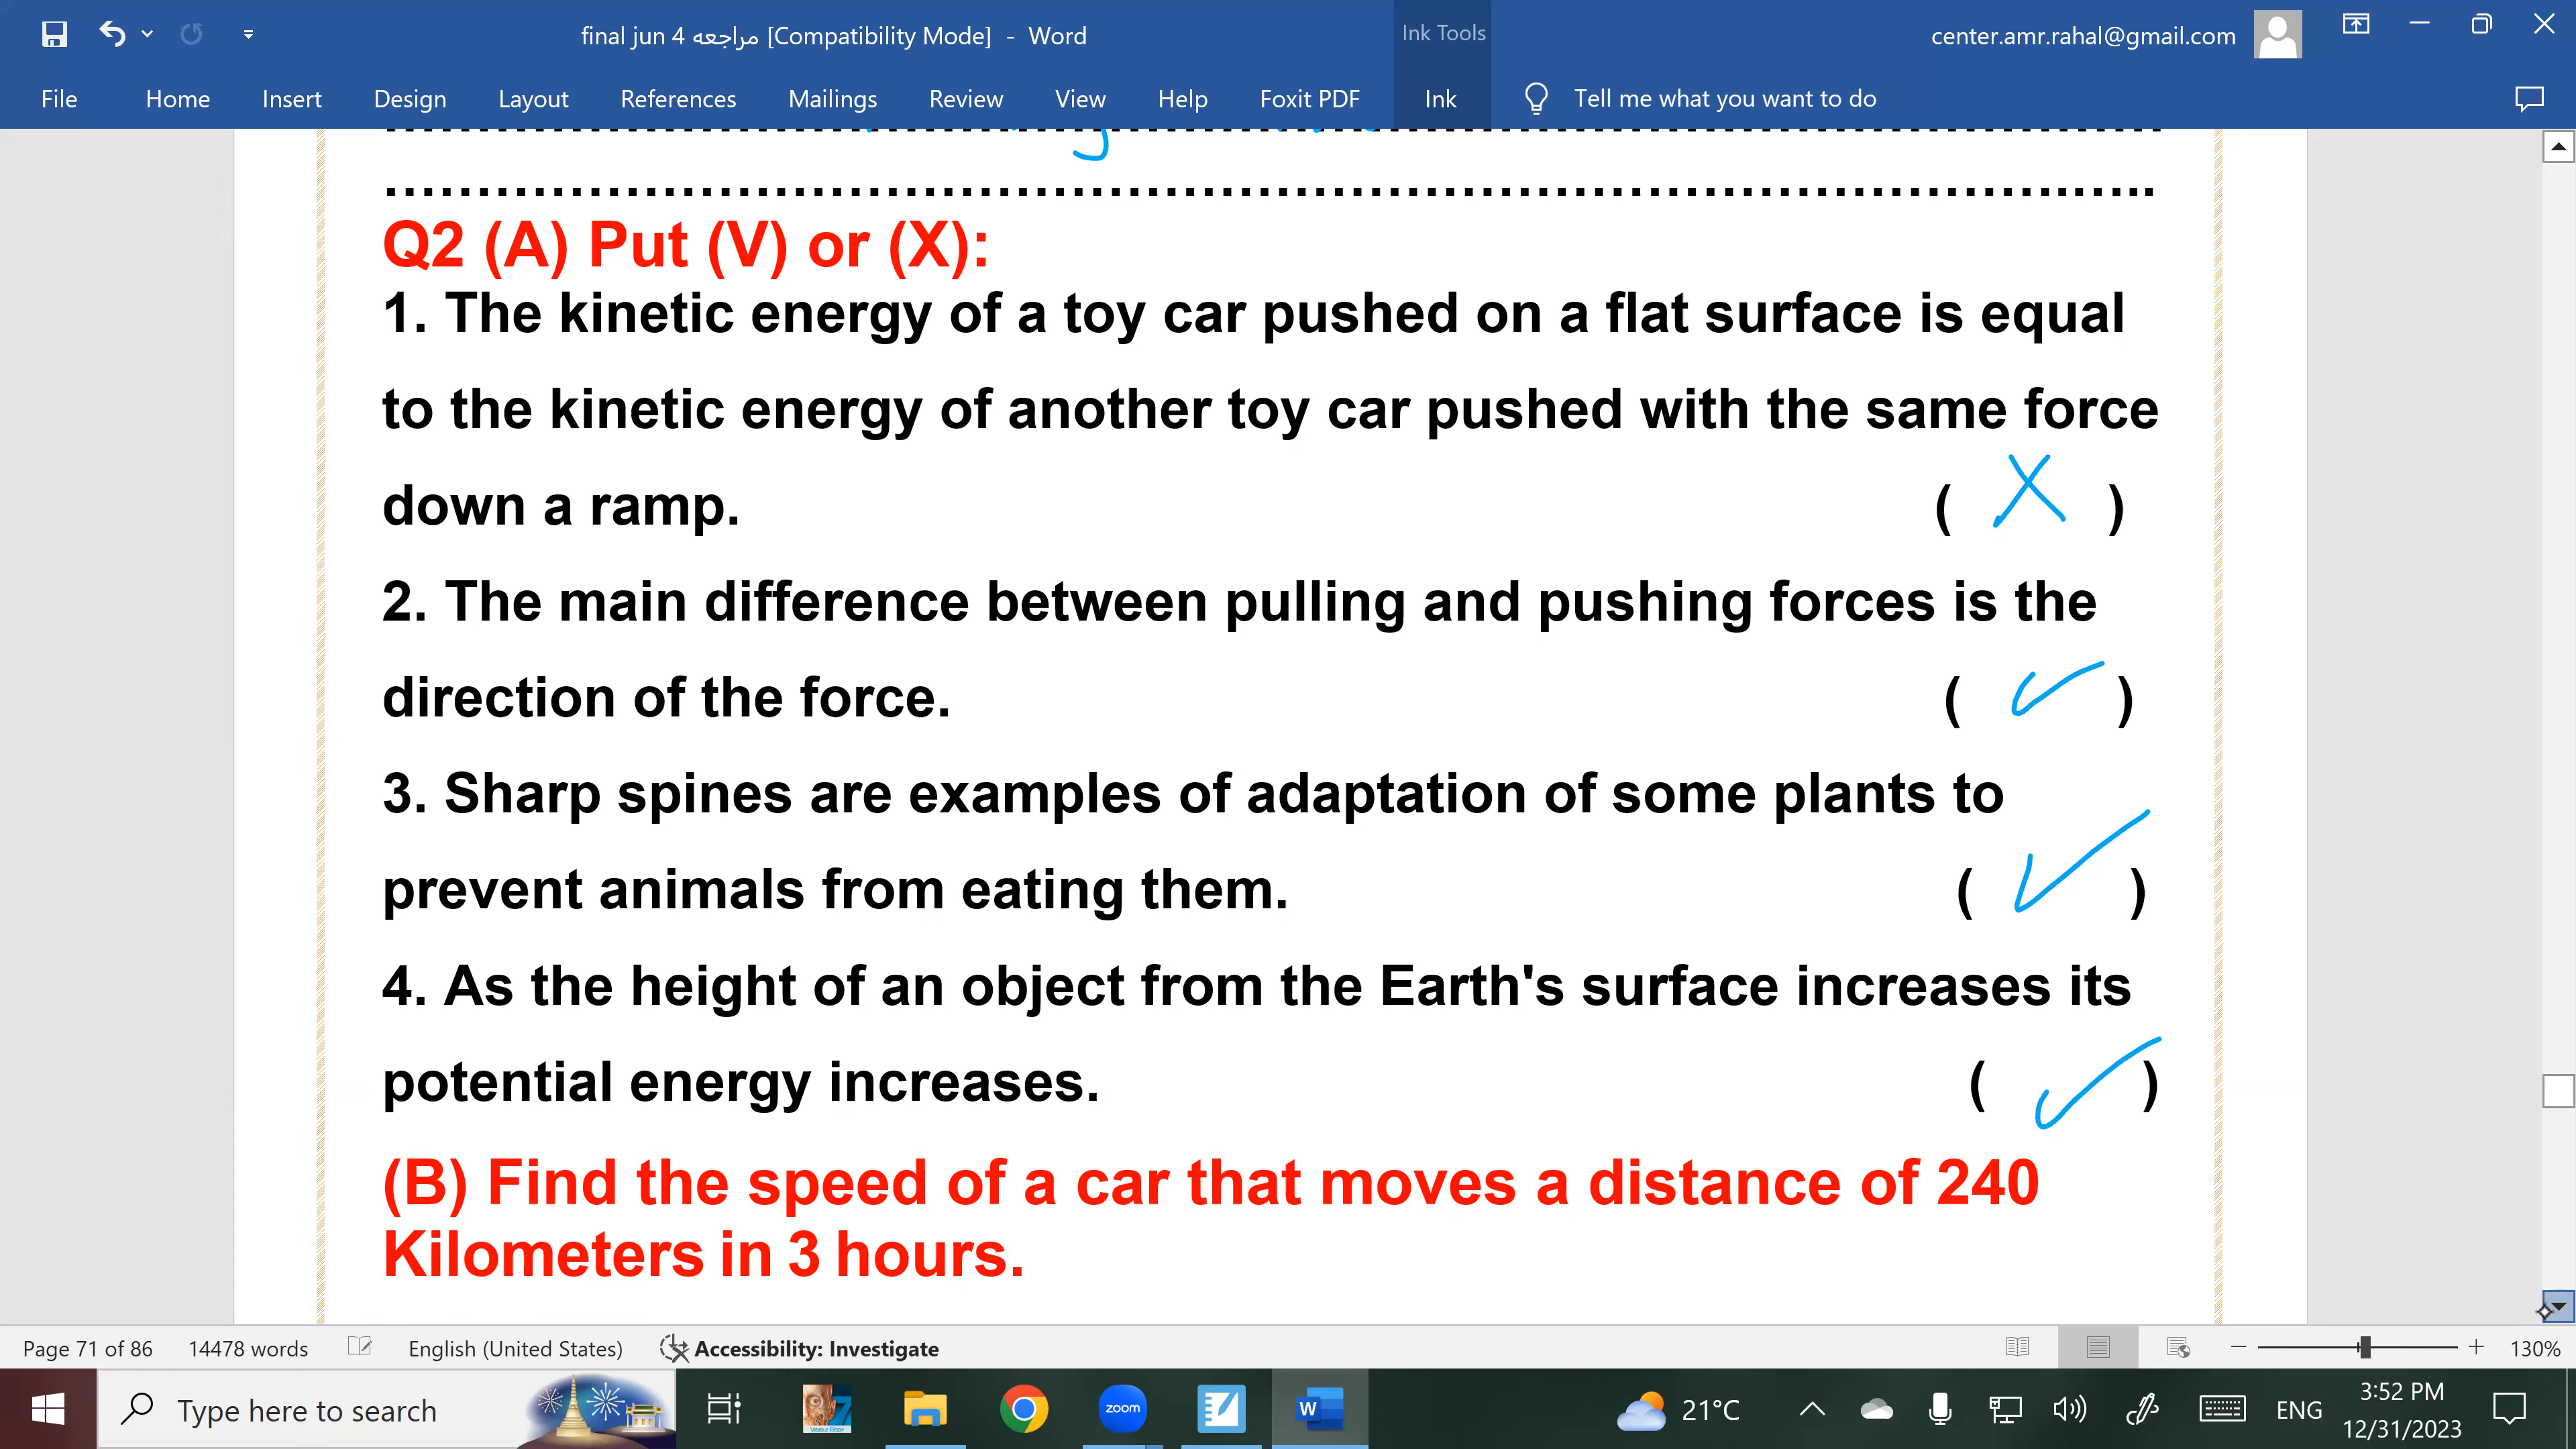 final jun 4 مراجعه [Compatibility Mode] - Word
Ink Tools
center.amr.rahal@gmail.com
File Home Insert Design Layout References Mailings Review View Help Foxit PDF Ink Tell me what you want to do
Q2 (A) Put (V) or (X):
1. The kinetic energy of a toy car pushed on a flat surface is equal
to the kinetic energy of another toy car pushed with the same force
down a ramp. ( X )
2. The main difference between pulling and pushing forces is the
direction of the force. ( ✓ )
3. Sharp spines are examples of adaptation of some plants to
prevent animals from eating them. ( ✓ )
4. As the height of an object from the Earth's surface increases its
potential energy increases. ( ✓ )
(B) Find the speed of a car that moves a distance of 240
Kilometers in 3 hours.
Page 71 of 86 14478 words English (United States) Accessibility: Investigate 130%
Type here to search zoom W 21°C ENG 3:52 PM
12/31/2023